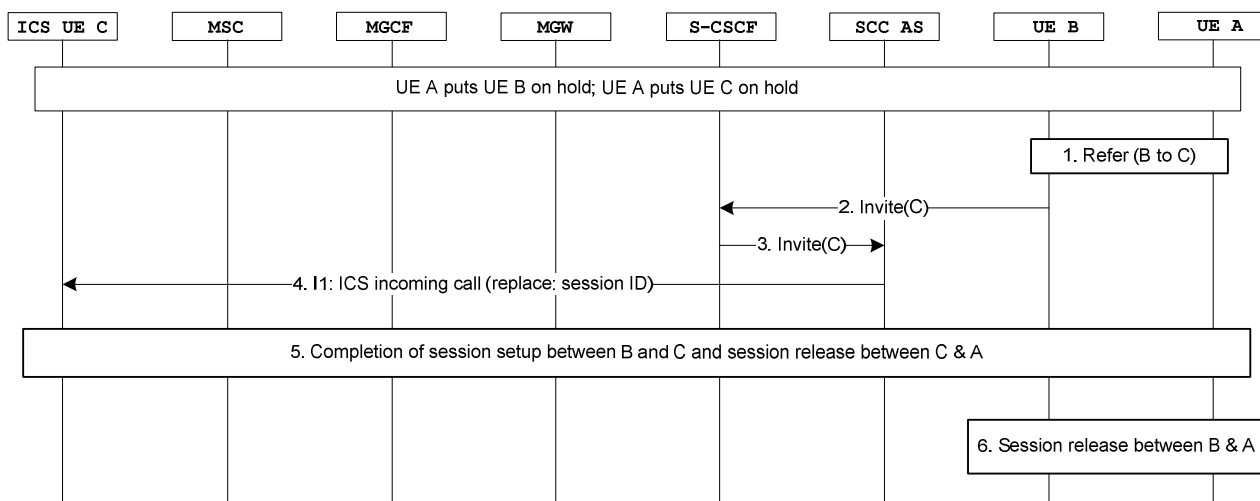 ICS UE C
MSC
MGCF
MGW
S-CSCF
SCC AS
UE B
UE A
UE A puts UE B on hold; UE A puts UE C on hold
1. Refer (B to C)
2. Invite(C)
3. Invite(C)
4. I1: ICS incoming call (replace: session ID)
5. Completion of session setup between B and C and session release between C & A
6. Session release between B & A